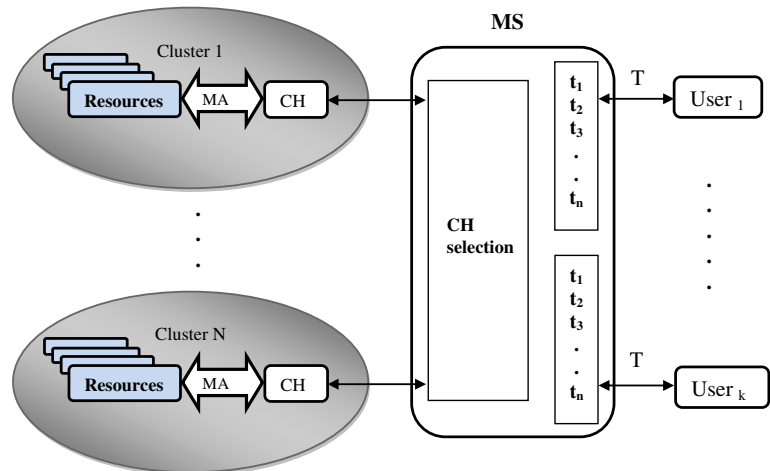 MS
Cluster 1
Resources
MA
CH
CH
selection
t1
t2
t3
.
.
tn
T
User 1
.
.
.
.
.
.
.
.
Cluster N
Resources
MA
CH
t1
t2
t3
.
.
tn
T
User k